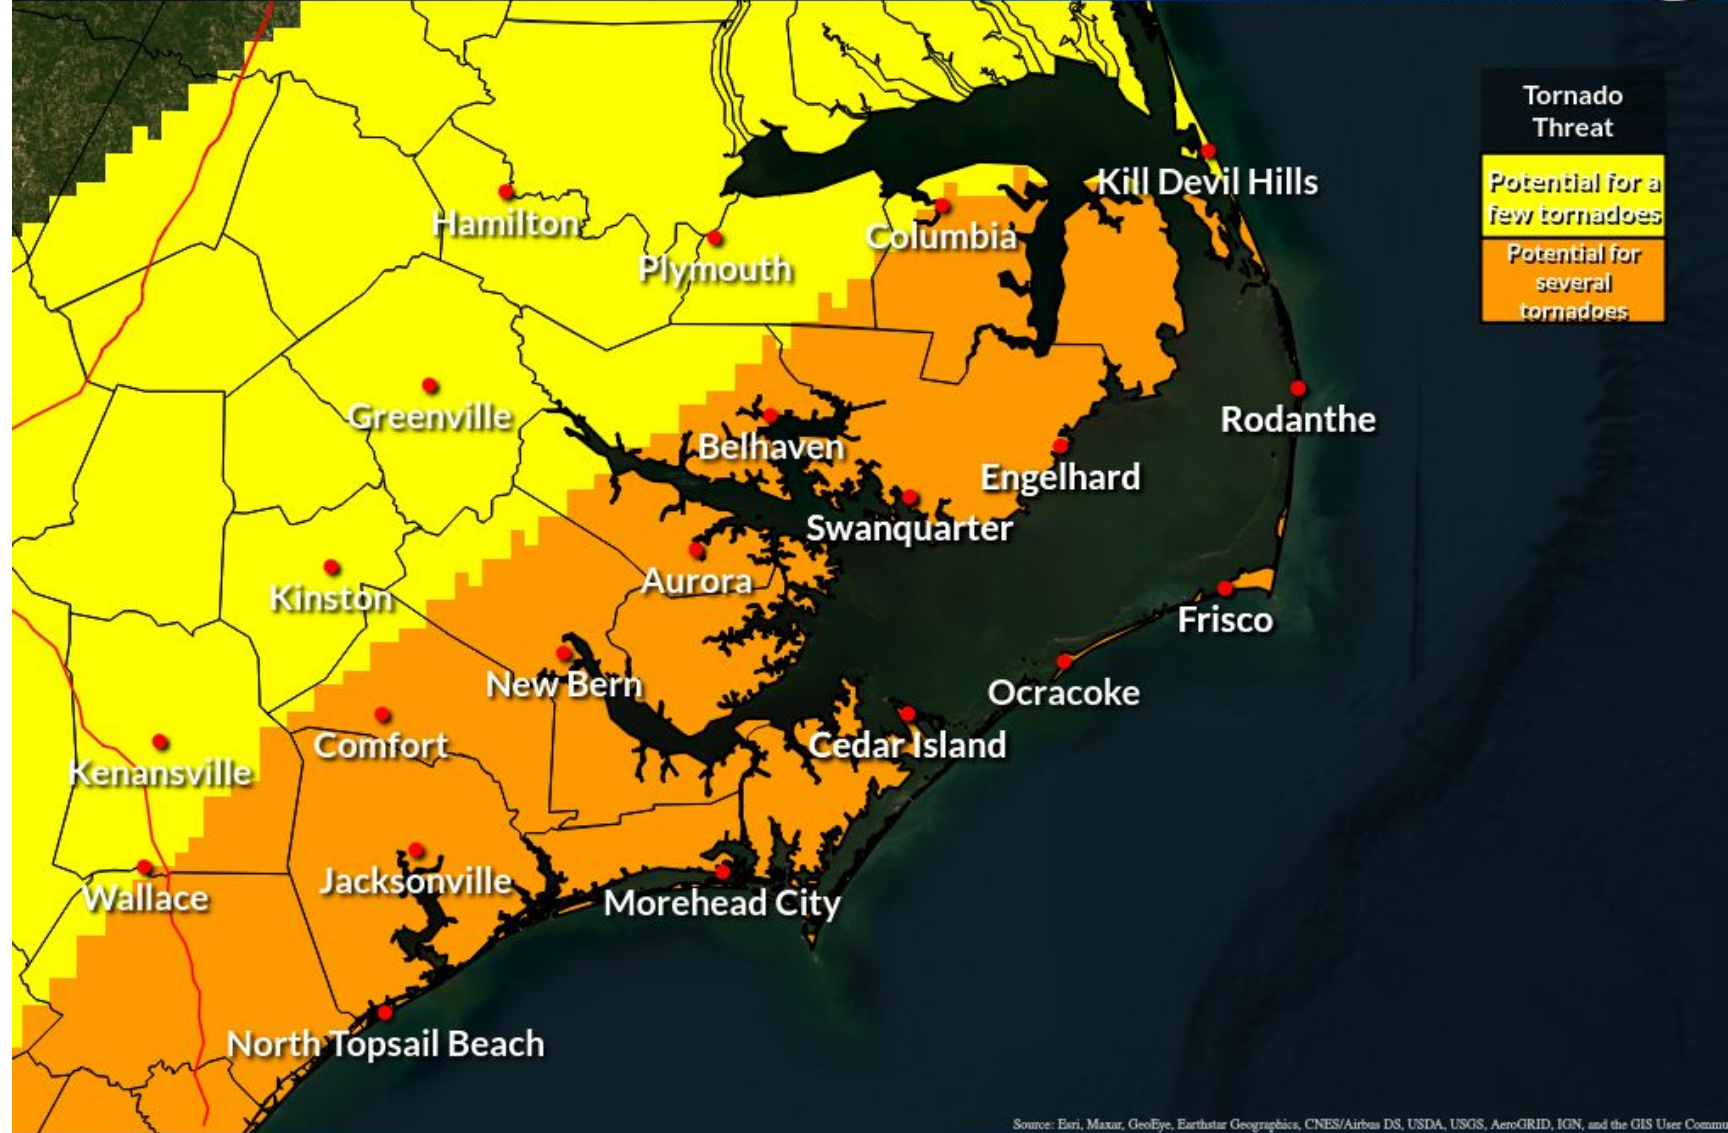 Tornado
Threat
Potential for a
few tornadoes
Potential for
several
tornadoes
Kill Devil Hills
Hamilton
Columbia
Plymouth
Greenville
Rodanthe
Belhaven
Engelhard
Swanquarter
Aurora
Kinston
Frisco
New Bern
Ocracoke
Comfort
Cedar Island
Kenansville
Jacksonville
Wallace
Morehead City
North Topsail Beach
Source: Esri, Maxar, GeoEye, Earthstar Geographics, CNES/Airbus DS, USDA, USGS, AeroGRID, IGN, and the GIS User Commu